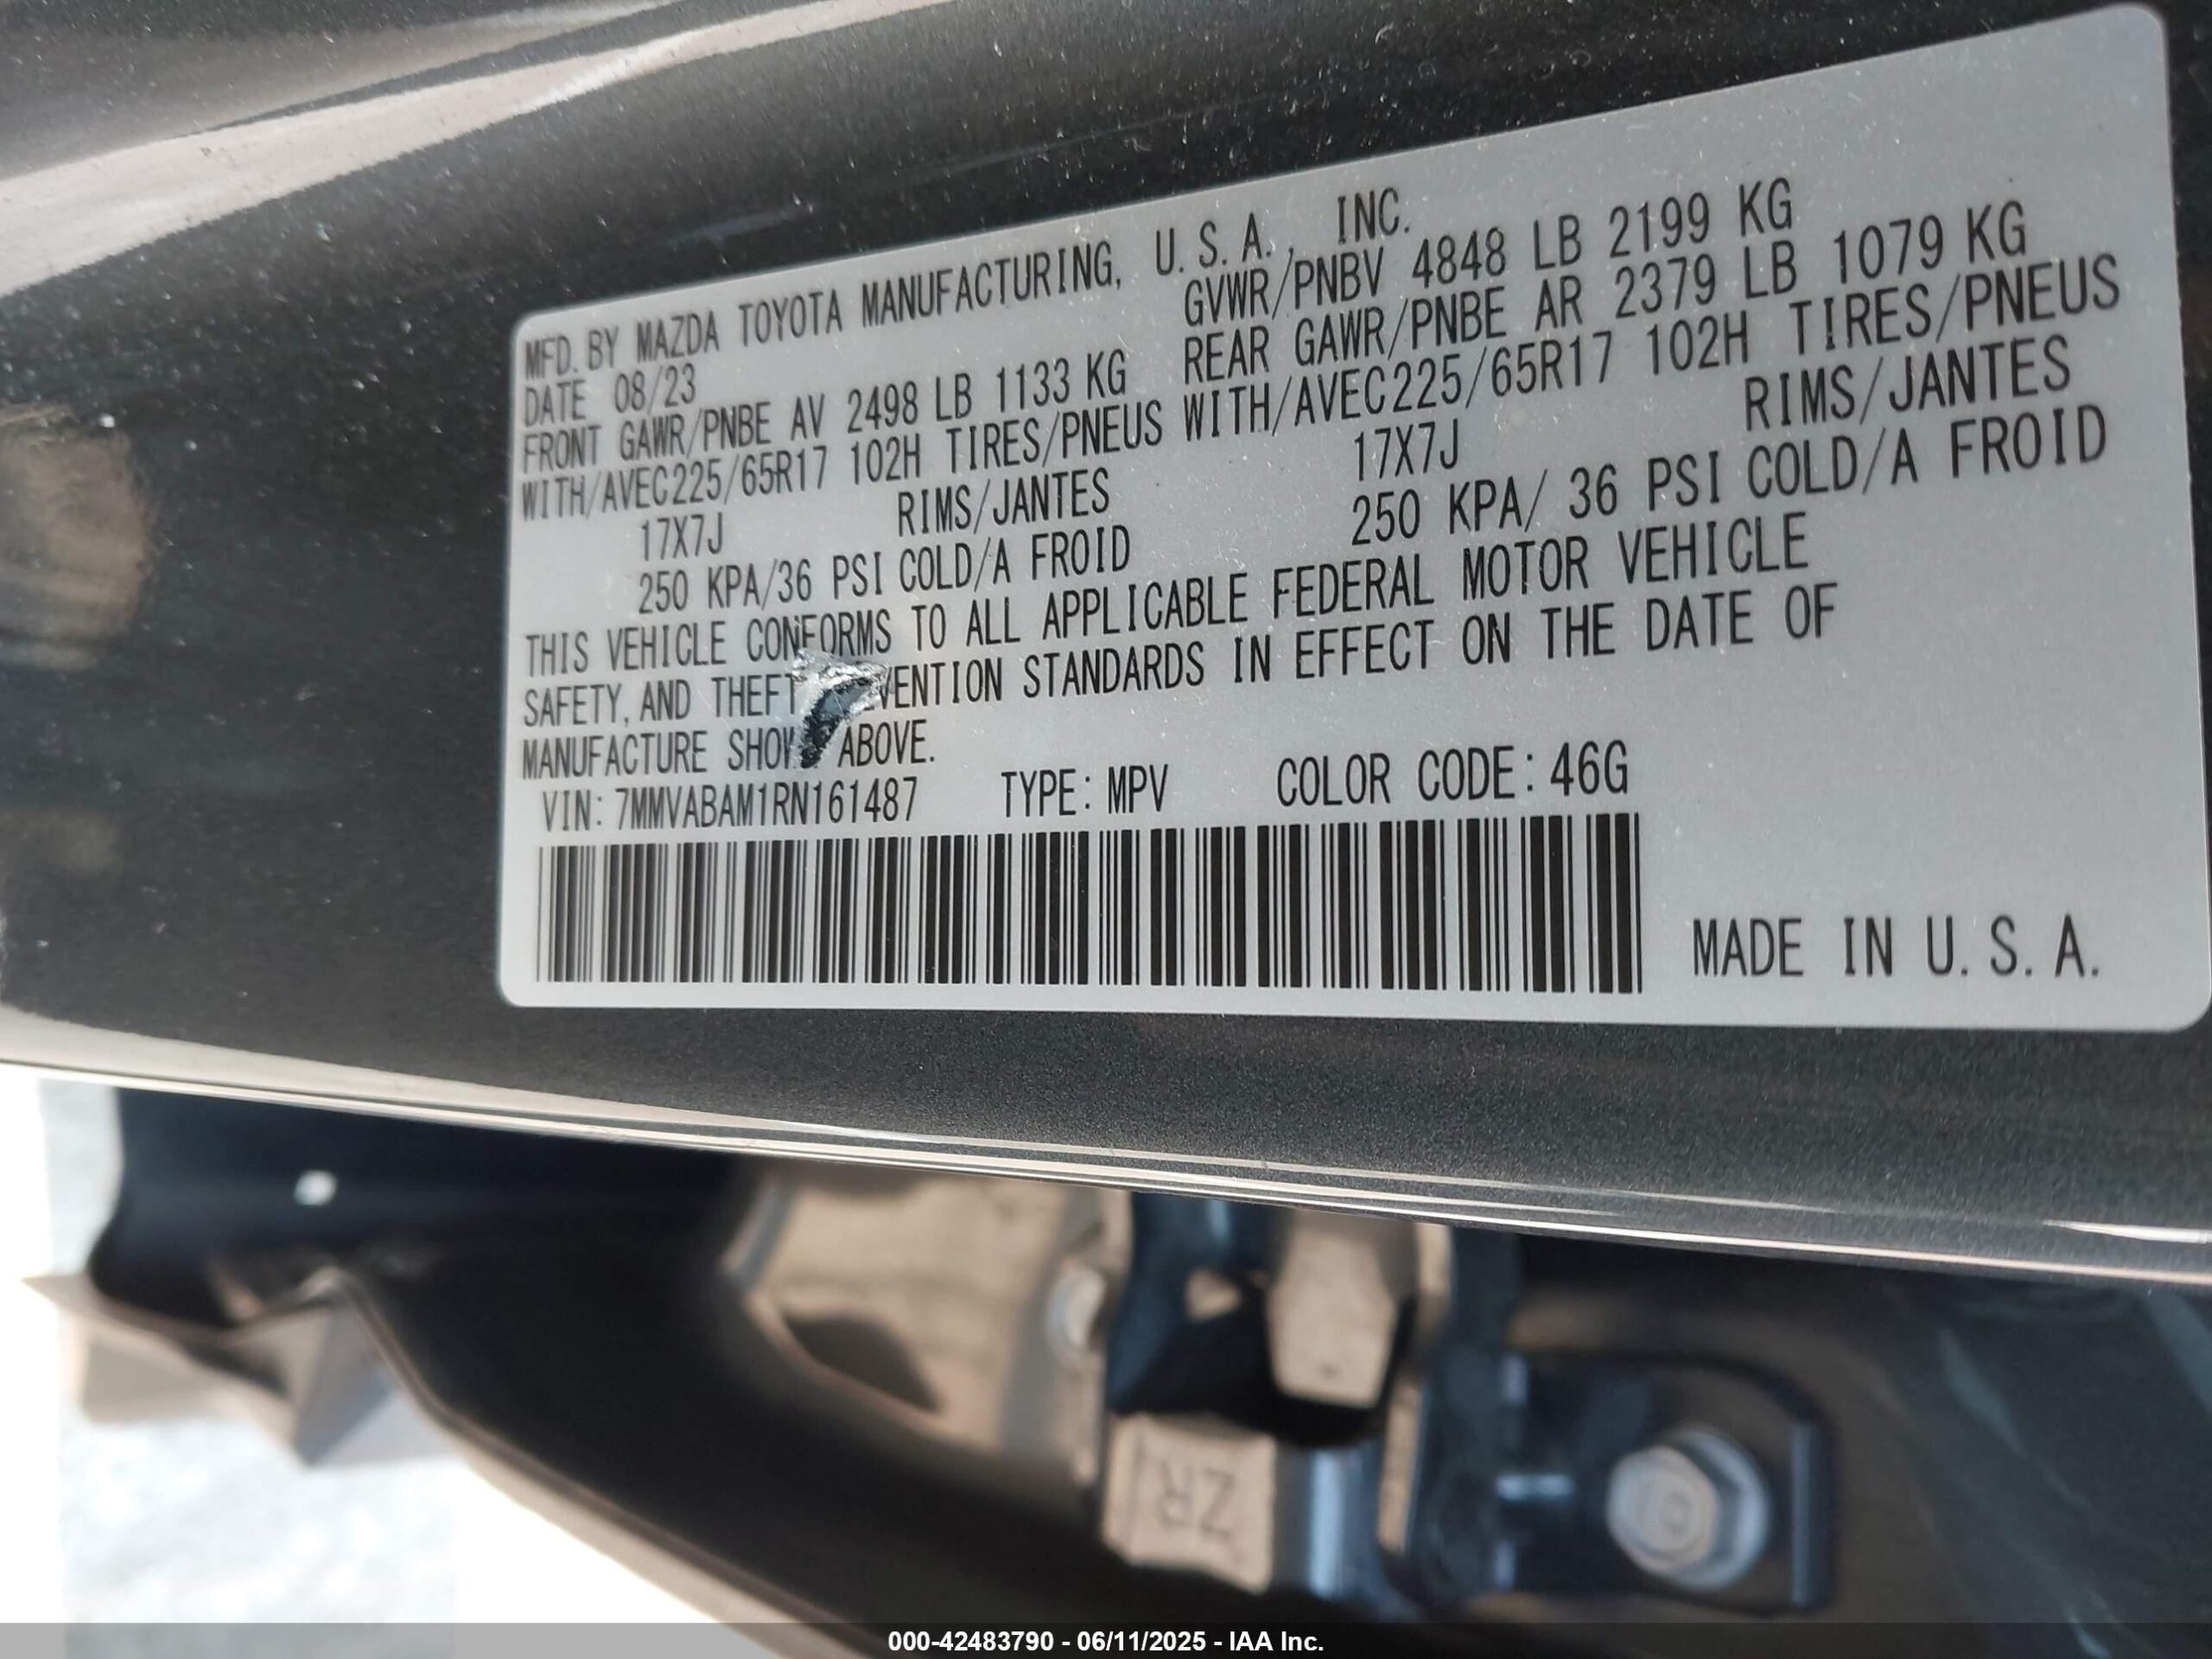 MFD. BY MAZDA TOYOTA MANUFACTURING, U.S.A., INC.
DATE 08/23 GVWR/PNBV 4848 LB 2199 KG
FRONT GAWR/PNBE AV 2498 LB 1133 KG REAR GAWR/PNBE AR 2379 LB 1079 KG
WITH/AVEC225/65R17 102H TIRES/PNEUS WITH/AVEC225/65R17 102H TIRES/PNEUS
17X7J RIMS/JANTES 17X7J RIMS/JANTES
250 KPA/36 PSI COLD/A FROID 250 KPA/ 36 PSI COLD/A FROID
THIS VEHICLE CONFORMS TO ALL APPLICABLE FEDERAL MOTOR VEHICLE
SAFETY, AND THEFT VENTION STANDARDS IN EFFECT ON THE DATE OF
MANUFACTURE SHOW ABOVE.
VIN: 7MMVABAM1RN161487 TYPE: MPV COLOR CODE: 46G
MADE IN U.S.A.
ZR
000-42483790 - 06/11/2025 - IAA Inc.